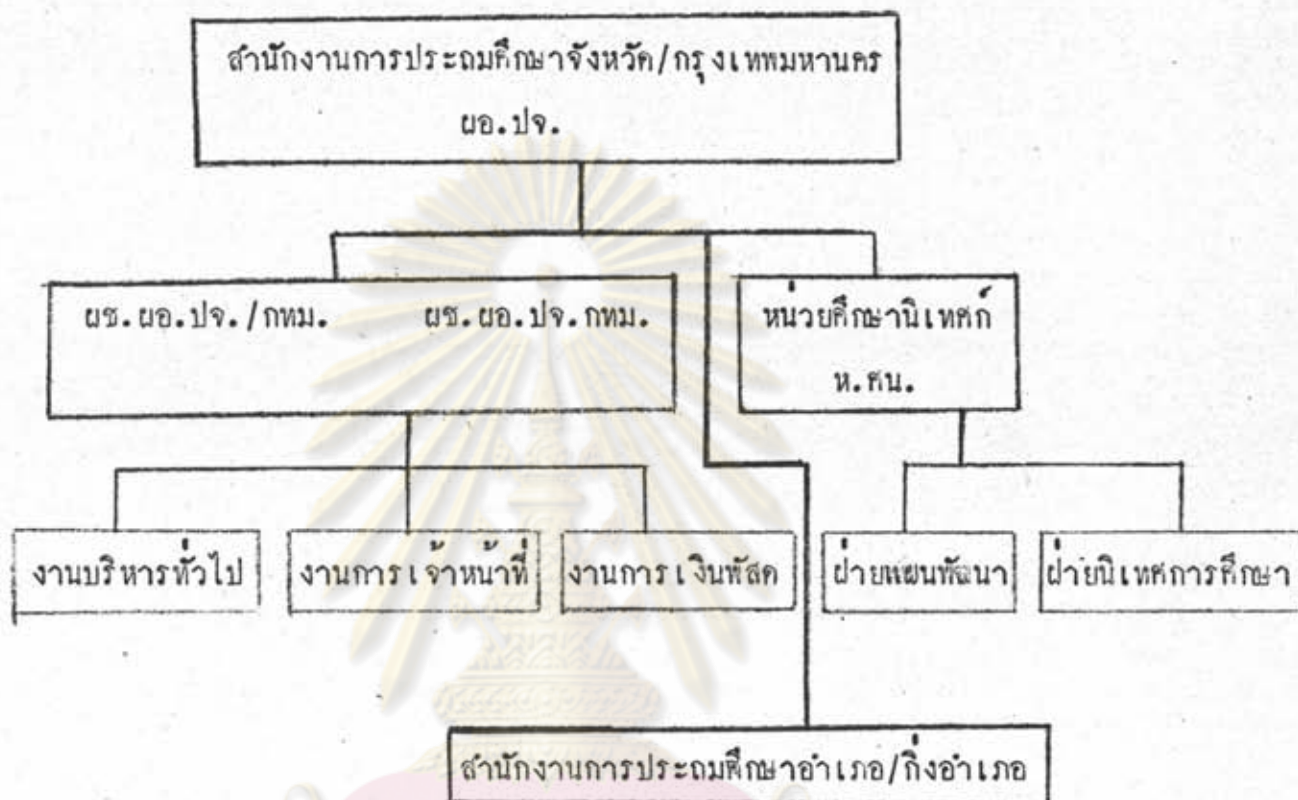 สำนักงานการประถมศึกษาจังหวัด/กรุงเทพมหานคร
ผอ.ปจ.
ผช.ผอ.ปจ./กทม. ผช.ผอ.ปจ.กทม.
หน่วยศึกษานิเทศก์
ห.ศน.
งานบริหารทั่วไป
งานการเจ้าหน้าที่
งานการเงินพัสดุ
ฝ่ายแผนพัฒนา
ฝ่ายนิเทศการศึกษา
สำนักงานการประถมศึกษาอำเภอ/กิ่งอำเภอ